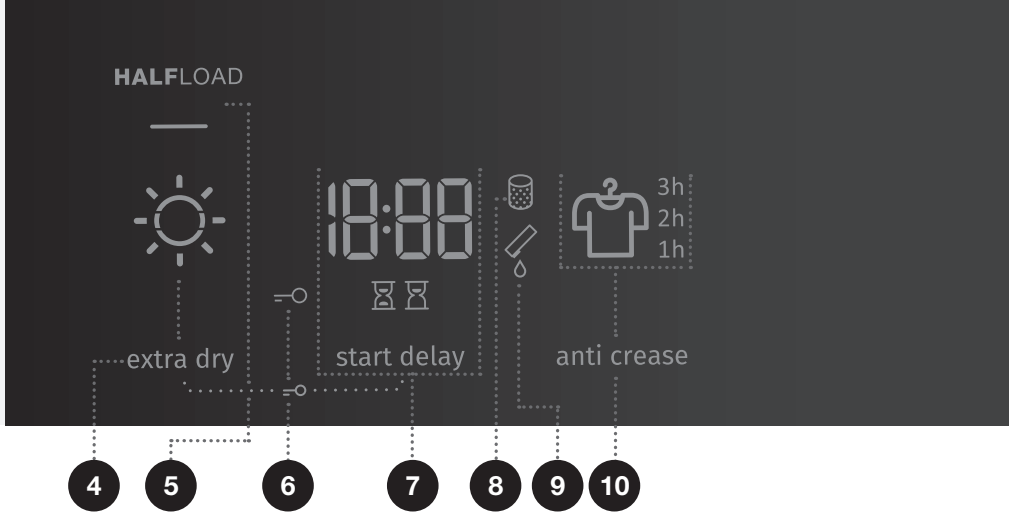 HALFLOAD
18:88
3h
2h
1h
extra dry
start delay
anti crease
4 5 6 7 8 9 10